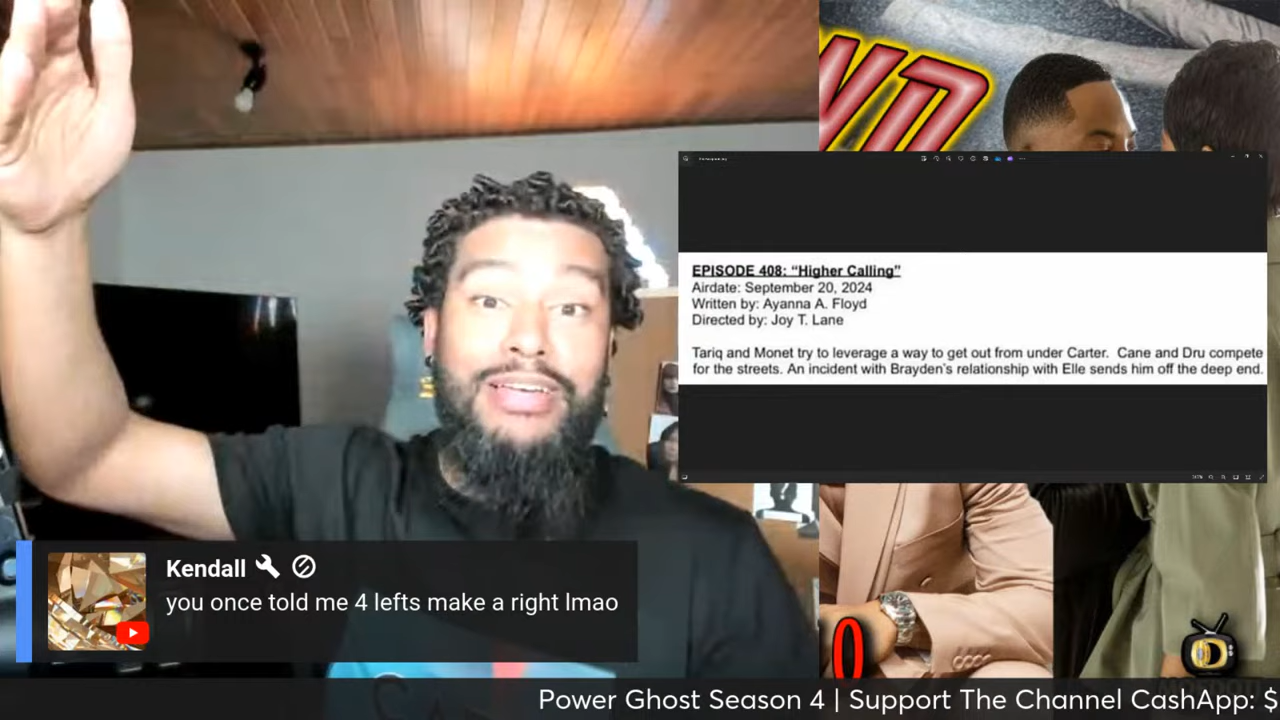 EPISODE 408: “Higher Calling”
Airdate: September 20, 2024
Written by: Ayanna A. Floyd
Directed by: Joy T. Lane
Tariq and Monet try to leverage a way to get out from under Carter. Cane and Dru compete
for the streets. An incident with Brayden's relationship with Elle sends him off the deep end.
Kendall
you once told me 4 lefts make a right lmao
0
Power Ghost Season 4 | Support The Channel CashApp: $